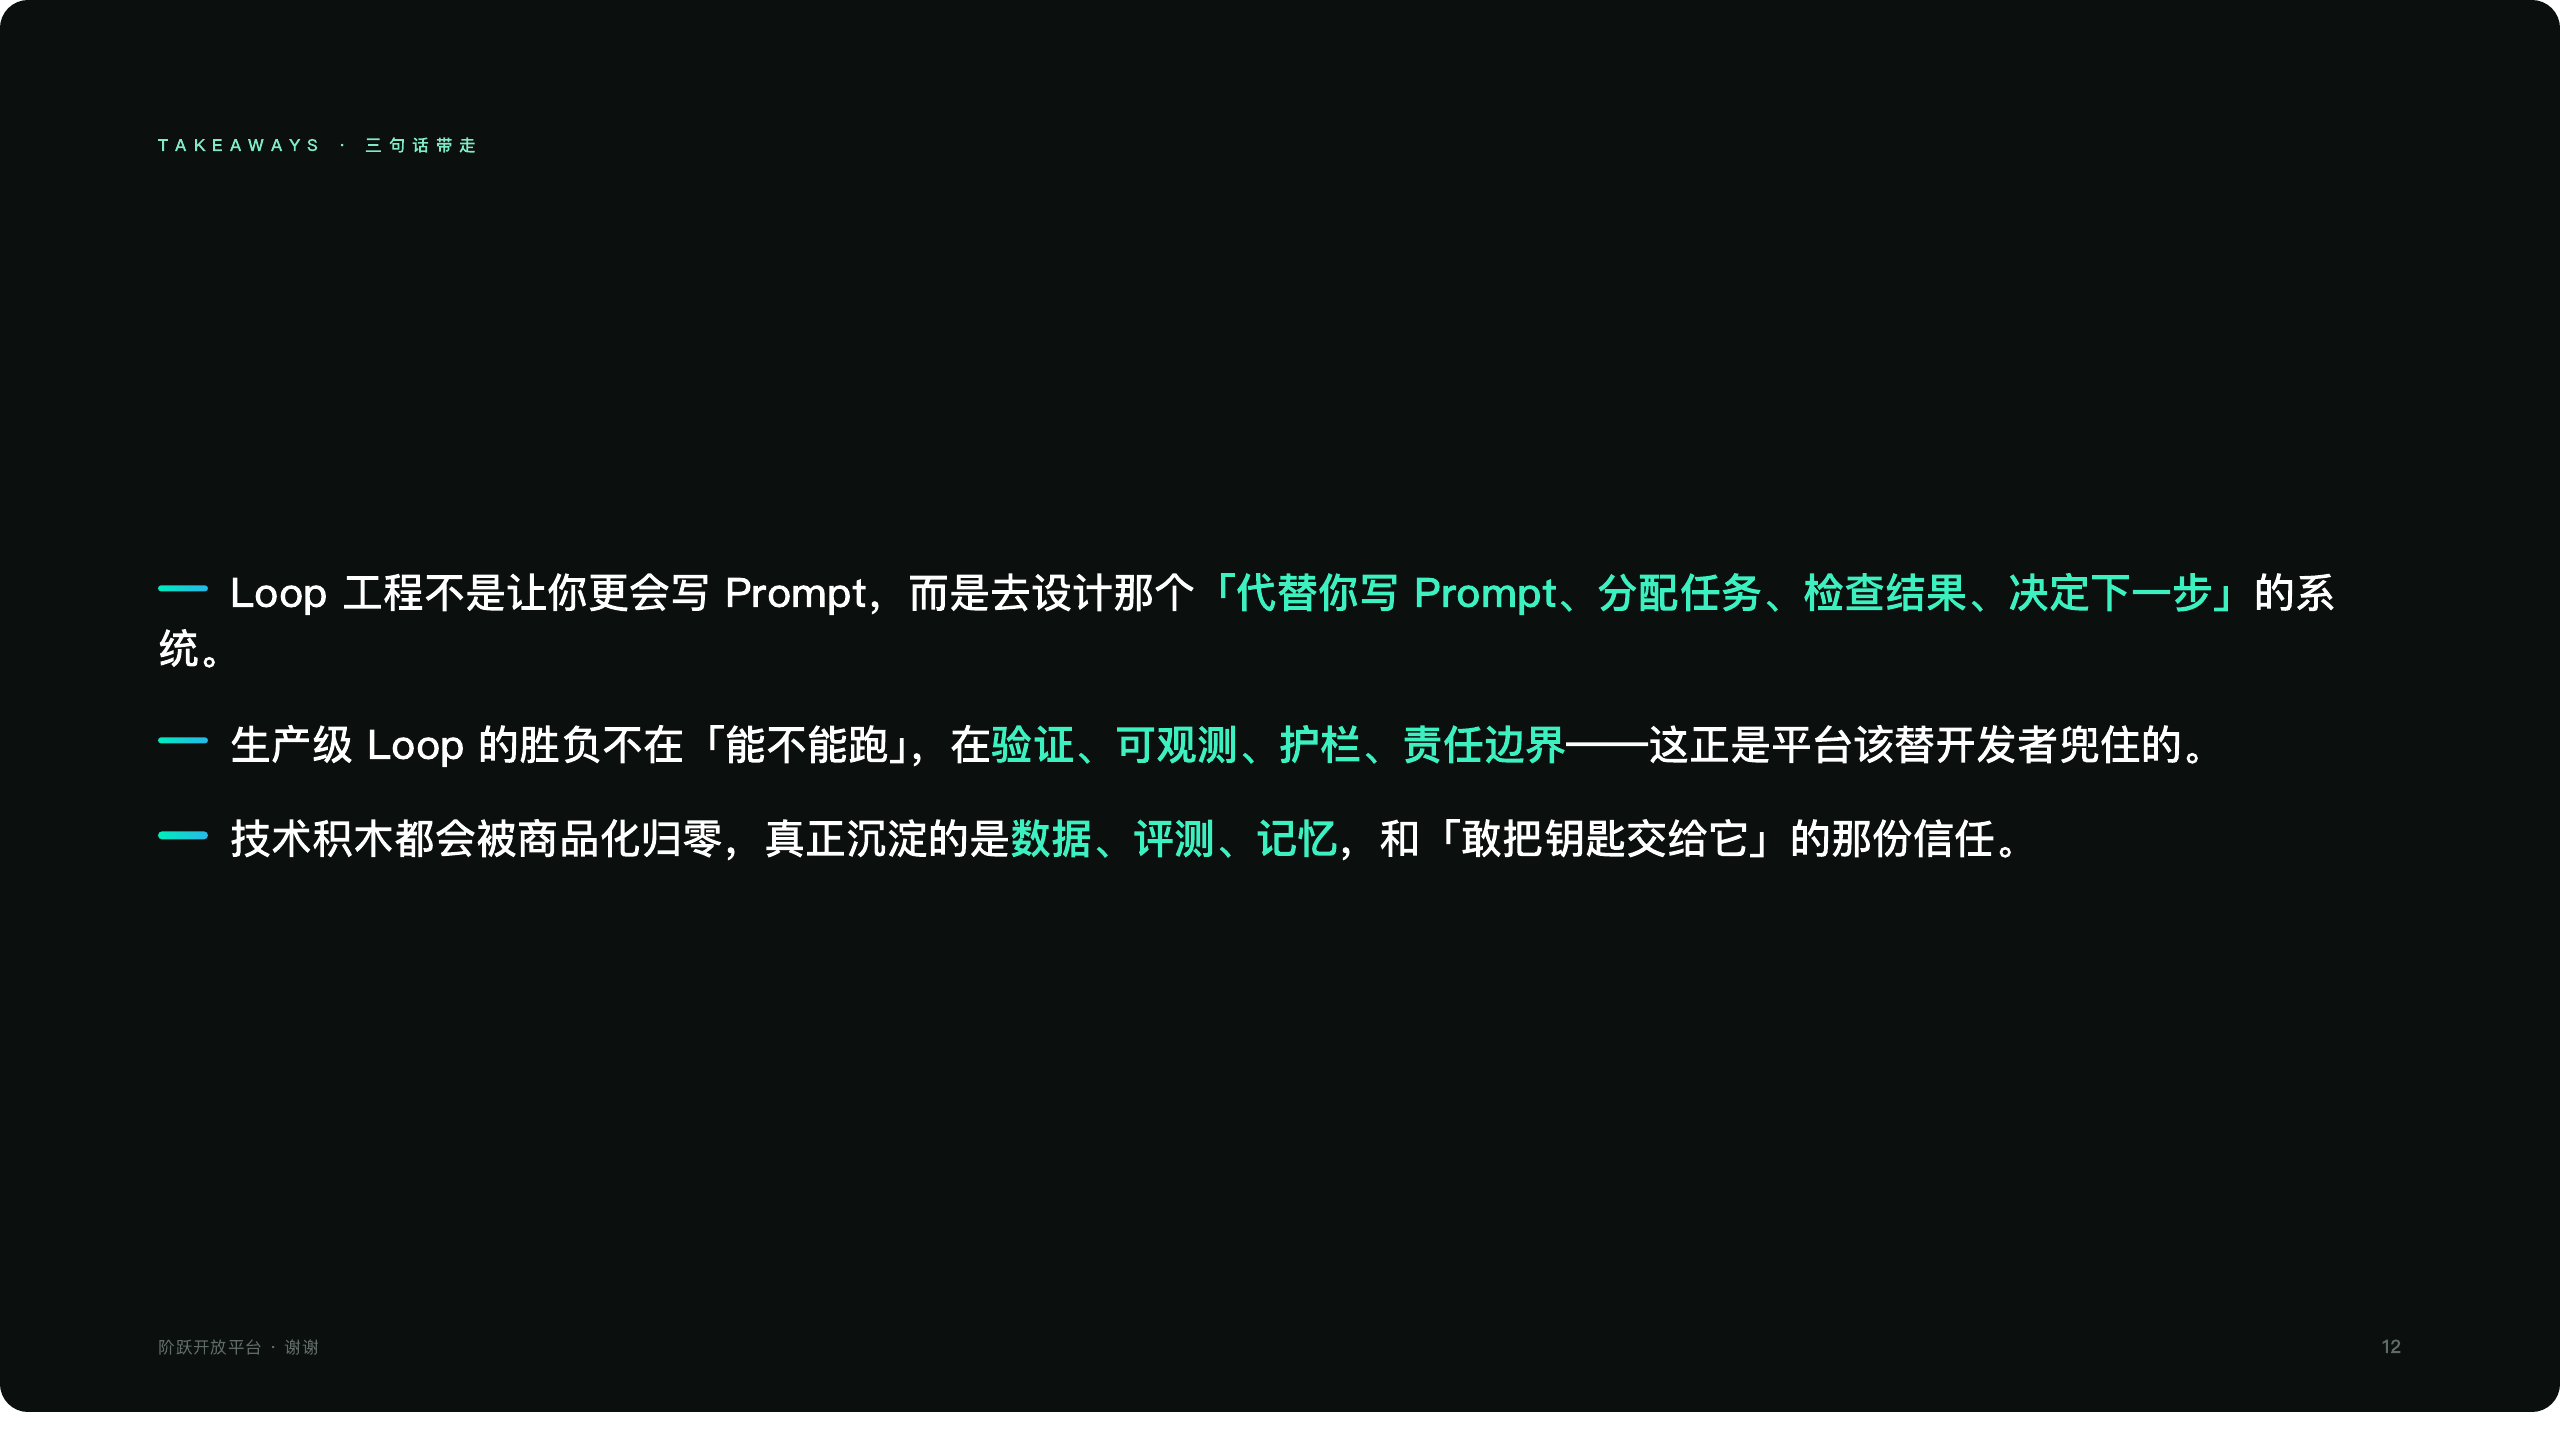 TAKEAWAYS · 三句话带走
Loop 工程不是让你更会写 Prompt，而是去设计那个「代替你写 Prompt、分配任务、检查结果、决定下一步」的系
统。
生产级 Loop 的胜负不在「能不能跑」，在验证、可观测、护栏、责任边界——这正是平台该替开发者兜住的。
技术积木都会被商品化归零，真正沉淀的是数据、评测、记忆，和「敢把钥匙交给它」的那份信任。
阶跃开放平台 · 谢谢
12